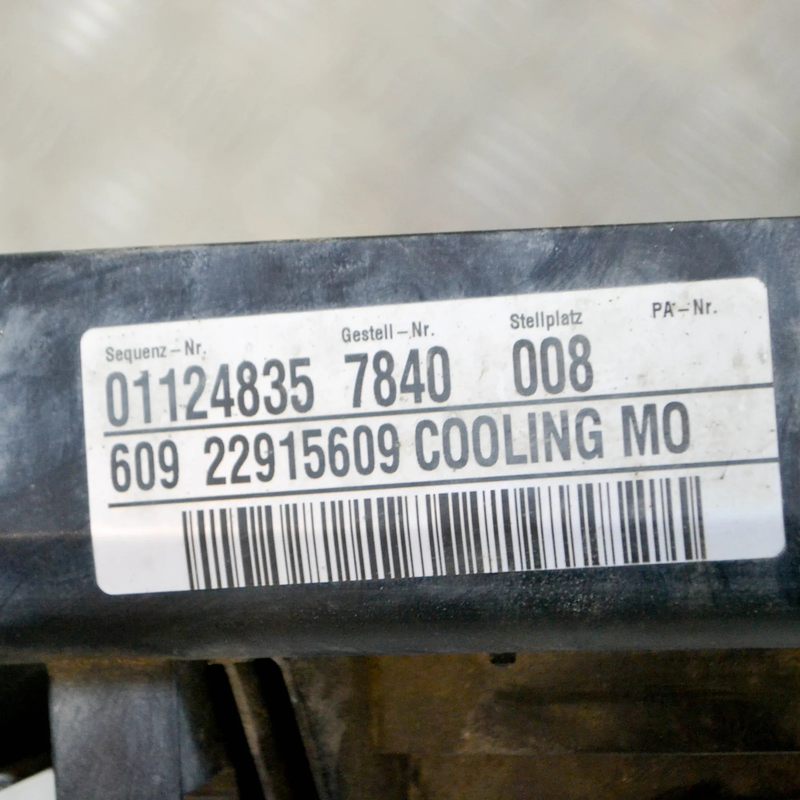 Sequenz-Nr. Gestell-Nr. Stellplatz PA-Nr.
01124835 7840 008
609 22915609 COOLING MO